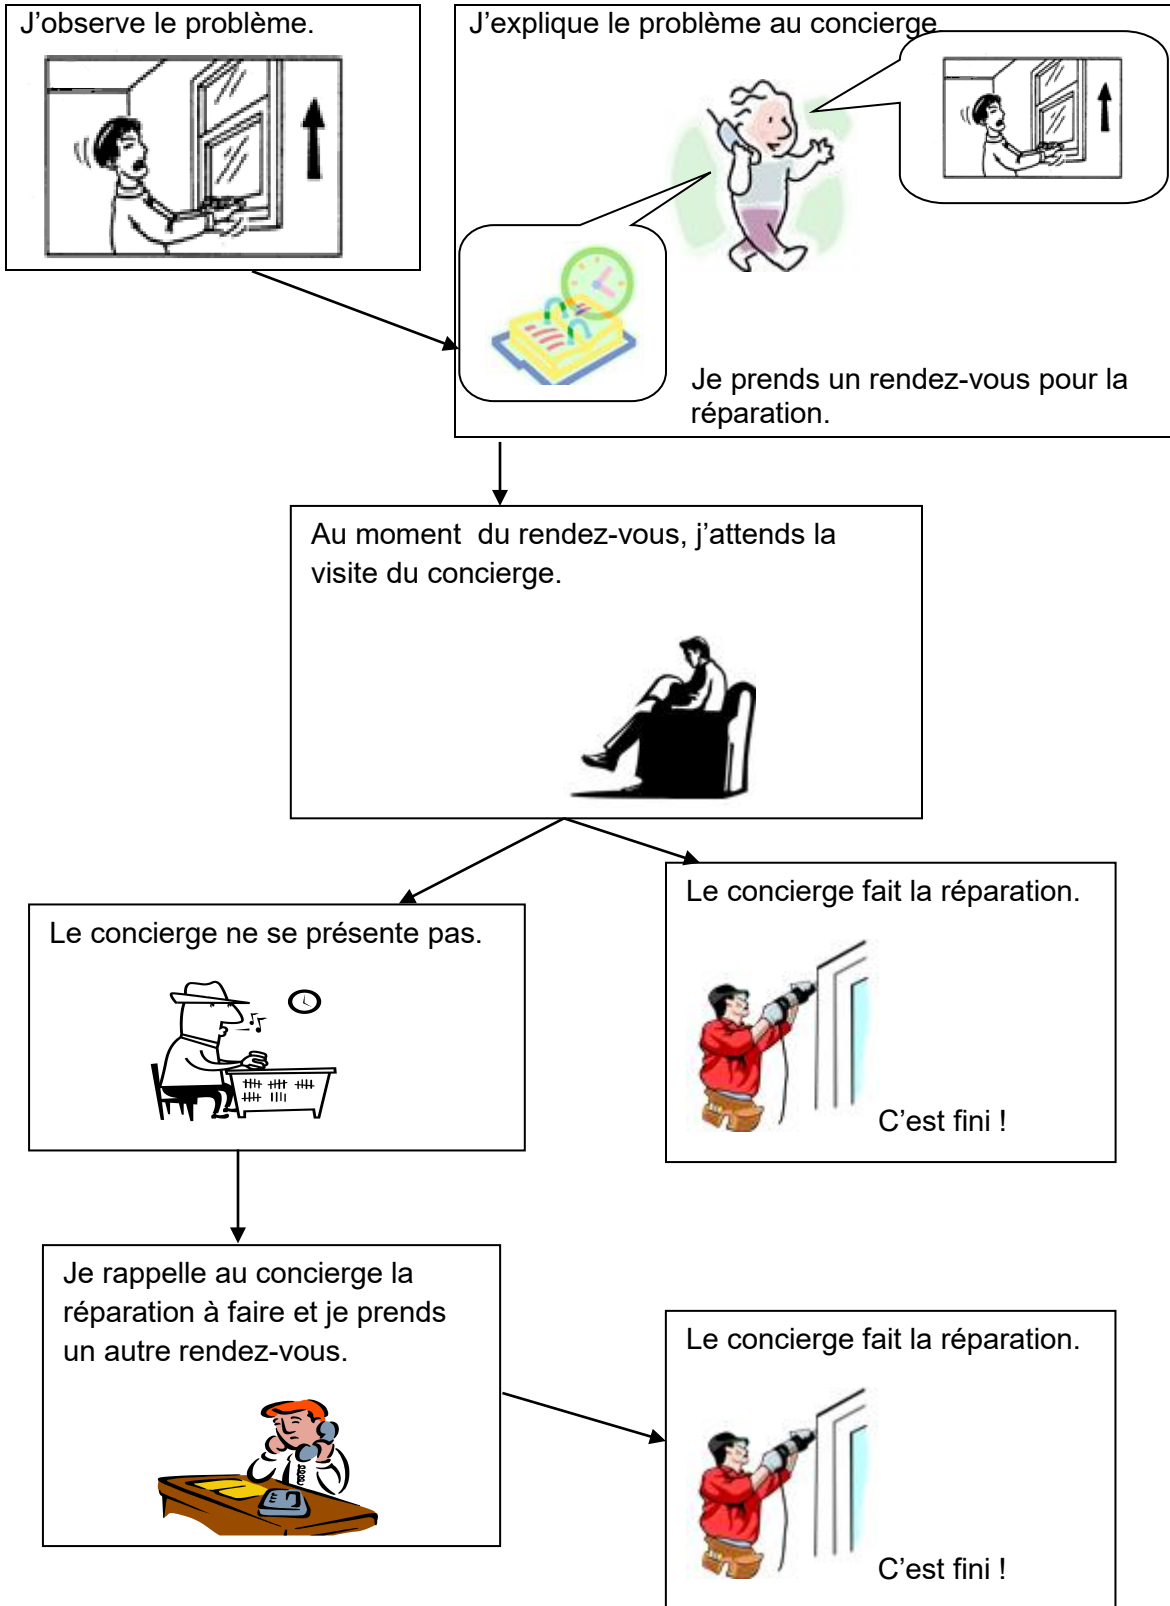 J’observe le problème.
J’explique le problème au concierge
Je prends un rendez-vous pour la
réparation.
Au moment  du rendez-vous, j’attends la
visite du concierge.
Le concierge ne se présente pas.
Le concierge fait la réparation.
C’est fini !
Je rappelle au concierge la
réparation à faire et je prends
un autre rendez-vous.
Le concierge fait la réparation.
C’est fini !